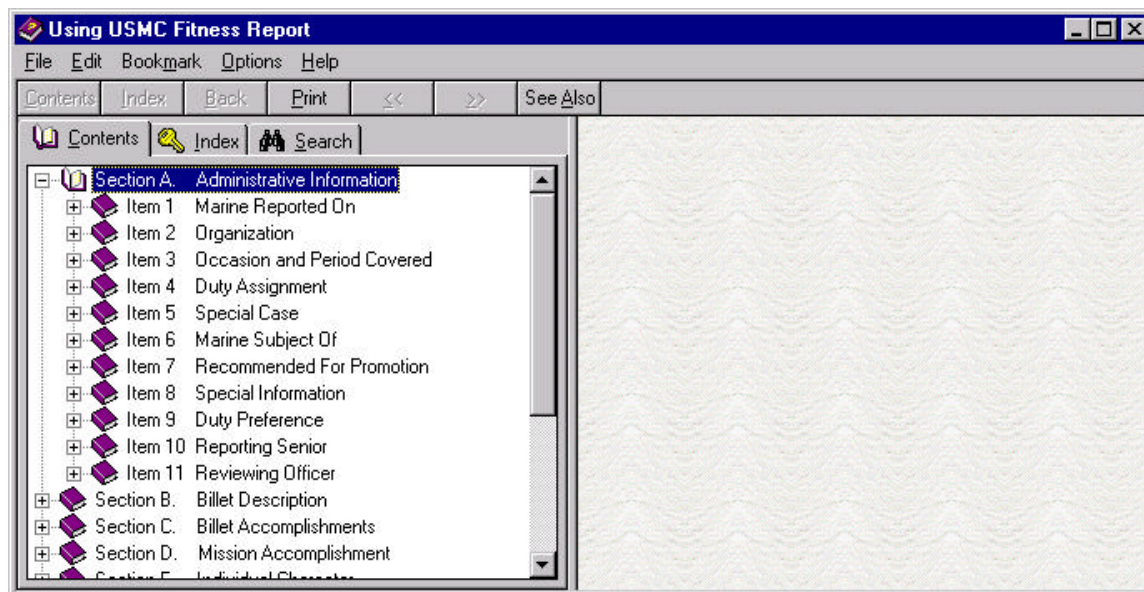 Using USMC Fitness Report
File Edit Bookmark Options Help
Contents Index Back Print << >> See Also
Contents Index Search
Section A. Administrative Information
Item 1 Marine Reported On
Item 2 Organization
Item 3 Occasion and Period Covered
Item 4 Duty Assignment
Item 5 Special Case
Item 6 Marine Subject Of
Item 7 Recommended For Promotion
Item 8 Special Information
Item 9 Duty Preference
Item 10 Reporting Senior
Item 11 Reviewing Officer
Section B. Billet Description
Section C. Billet Accomplishments
Section D. Mission Accomplishment
Section E. Individual Character